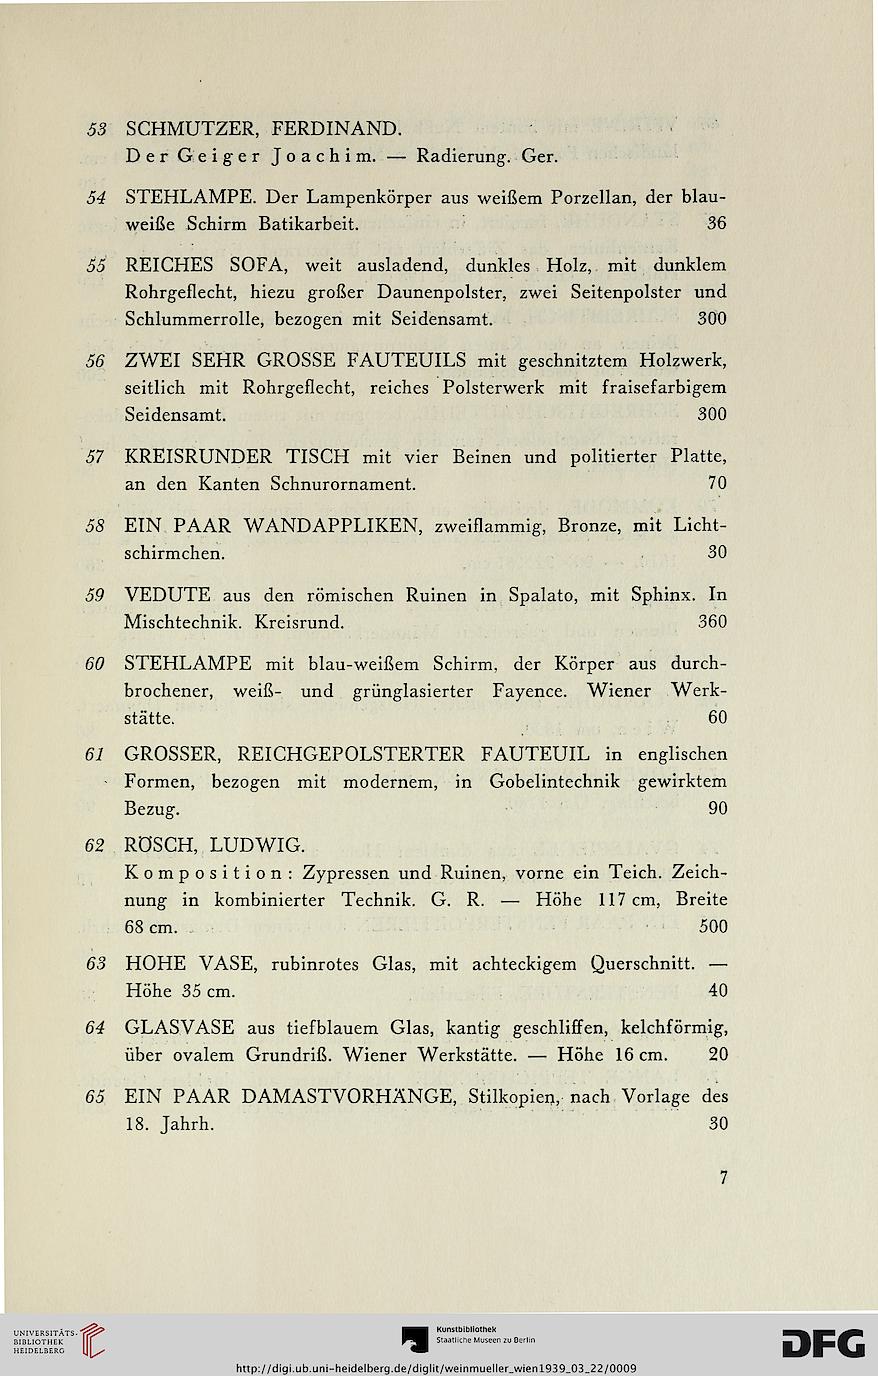 53 SCHMUTZER, FERDINAND.
Der Geiger Joachim. — Radierung. Ger.
54 STEHLAMPE. Der Lampenkörper aus weißem Porzellan, der blau-
weiße Schirm Batikarbeit. 36
55 REICHES SOFA, weit ausladend, dunkles Holz, mit dunklem
Rohrgeflecht, hiezu großer Daunenpolster, zwei Seitenpolster und
Schlummerrolle, bezogen mit Seidensamt. 300
56 ZWEI SEHR GROSSE FAUTEUILS mit geschnitztem Holzwerk,
seitlich mit Rohrgeflecht, reiches Polsterwerk mit fraisefarbigem
Seidensamt. 300
57 KREISRUNDER TISCH mit vier Beinen und politierter Platte,
an den Kanten Schnurornament. 70
58 EIN PAAR WANDAPPLIKEN, zweiflammig, Bronze, mit Licht-
schirmchen. 30
59 VEDUTE aus den römischen Ruinen in Spalato, mit Sphinx. In
Mischtechnik. Kreisrund. 360
60 STEHLAMPE mit blau-weißem Schirm, der Körper aus durch-
brochener, weiß- und grünglasierter Fayence. Wiener Werk-
stätte. 60
61 GROSSER, REICHGEPOLSTERTER FAUTEUIL in englischen
Formen, bezogen mit modernem, in Gobelintechnik gewirktem
Bezug. 90
62 RÖSCH, LUDWIG.
Komposition: Zypressen und Ruinen, vorne ein Teich. Zeich-
nung in kombinierter Technik. G. R. — Höhe 117 cm, Breite
68 cm. 500
63 HOHE VASE, rubinrotes Glas, mit achteckigem Querschnitt. —
Höhe 35 cm. 40
64 GLASVASE aus tiefblauem Glas, kantig geschliffen, kelchförmig,
über ovalem Grundriß. Wiener Werkstätte. — Höhe 16 cm. 20
65 EIN PAAR DAMASTVORHÄNGE, Stilkopien, nach Vorlage des
18. Jahrh. 30
7
UNIVERSITÄTS-
BIBLIOTHEK
HEIDELBERG
Kunstbibliothek
Staatliche Museen zu Berlin
DFG
http://digi.ub.uni-heidelberg.de/diglit/weinmueller_wien1939_03_22/0009